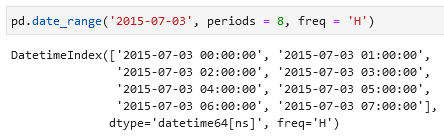 pd.date_range('2015-07-03', periods = 8, freq = 'H')
DatetimeIndex(['2015-07-03 00:00:00', '2015-07-03 01:00:00',
'2015-07-03 02:00:00', '2015-07-03 03:00:00',
'2015-07-03 04:00:00', '2015-07-03 05:00:00',
'2015-07-03 06:00:00', '2015-07-03 07:00:00'],
dtype='datetime64[ns]', freq='H')